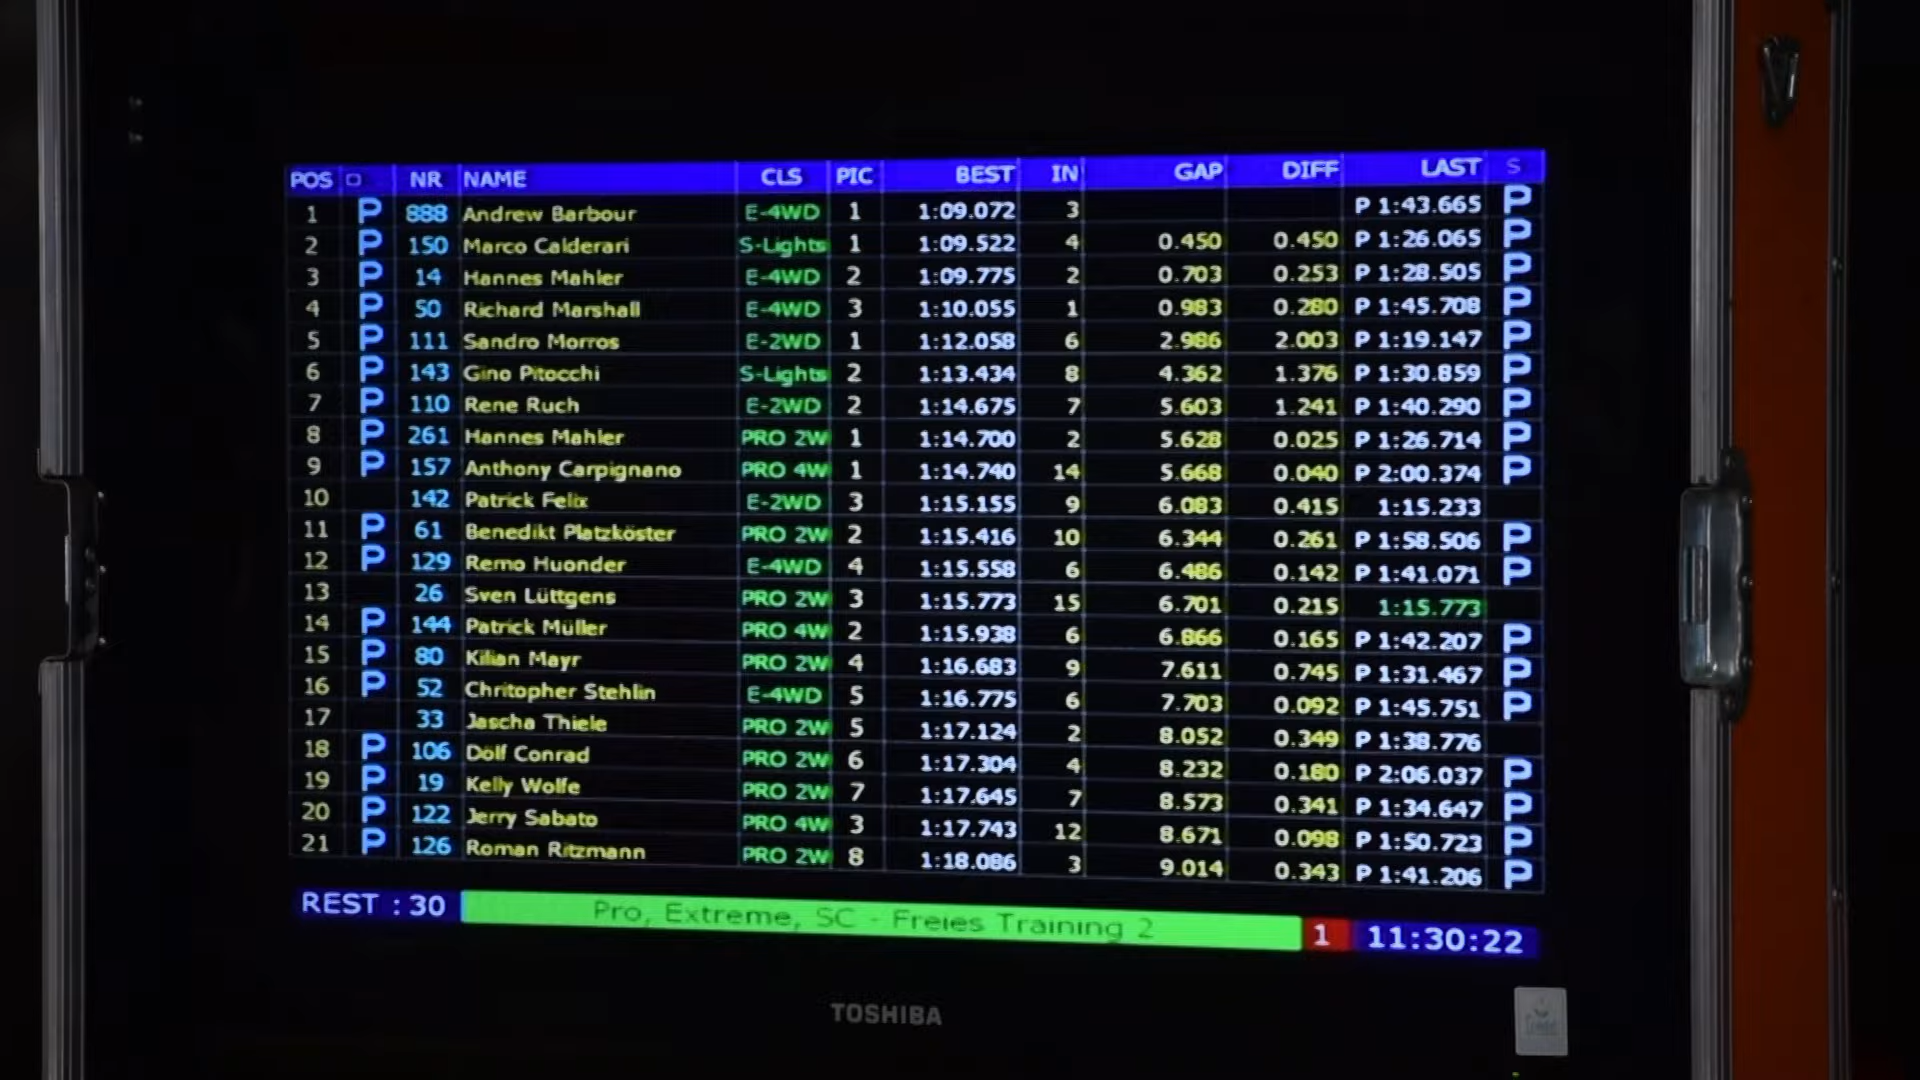 POS NR NAME CLS PIC BEST IN GAP DIFF LAST S
1 P 888 Andrew Barbour E-4WD 1 1:09.072 3 P 1:43.665 P
2 P 150 Marco Calderari S-Lights 1 1:09.522 4 0.450 0.450 P 1:26.065 P
3 P 14 Hannes Mahler E-4WD 2 1:09.775 2 0.703 0.253 P 1:28.505 P
4 P 50 Richard Marshall E-4WD 3 1:10.055 1 0.983 0.280 P 1:45.708 P
5 P 111 Sandro Morros E-2WD 1 1:12.058 6 2.986 2.003 P 1:19.147 P
6 P 143 Gino Pitocchi S-Lights 2 1:13.434 8 4.362 1.376 P 1:30.859 P
7 P 110 Rene Ruch E-2WD 2 1:14.675 7 5.603 1.241 P 1:40.290 P
8 P 261 Hannes Mahler PRO 2W 1 1:14.700 2 5.628 0.025 P 1:26.714 P
9 P 157 Anthony Carpignano PRO 4W 1 1:14.740 14 5.668 0.040 P 2:00.374 P
10 142 Patrick Felix E-2WD 3 1:15.155 9 6.083 0.415 1:15.233
11 P 61 Benedikt Platzköster PRO 2W 2 1:15.416 10 6.344 0.261 P 1:58.506 P
12 P 129 Remo Huonder E-4WD 4 1:15.558 6 6.486 0.142 P 1:41.071 P
13 26 Sven Lüttgens PRO 2W 3 1:15.773 15 6.701 0.215 1:15.773
14 P 144 Patrick Müller PRO 4W 2 1:15.938 6 6.866 0.165 P 1:42.207 P
15 P 80 Kilian Mayr PRO 2W 4 1:16.683 9 7.611 0.745 P 1:31.467 P
16 P 52 Chritopher Stehlin E-4WD 5 1:16.775 6 7.703 0.092 P 1:45.751 P
17 33 Jascha Thiele PRO 2W 5 1:17.124 2 8.052 0.349 P 1:38.776
18 P 106 Dölf Conrad PRO 2W 6 1:17.304 4 8.232 0.180 P 2:06.037 P
19 P 19 Kelly Wolfe PRO 2W 7 1:17.645 7 8.573 0.341 P 1:34.647 P
20 P 122 Jerry Sabato PRO 4W 3 1:17.743 12 8.671 0.098 P 1:50.723 P
21 P 126 Roman Ritzmann PRO 2W 8 1:18.086 3 9.014 0.343 P 1:41.206 P
REST : 30 Pro, Extreme, SC - Freies Training 2 1 11:30:22
TOSHIBA